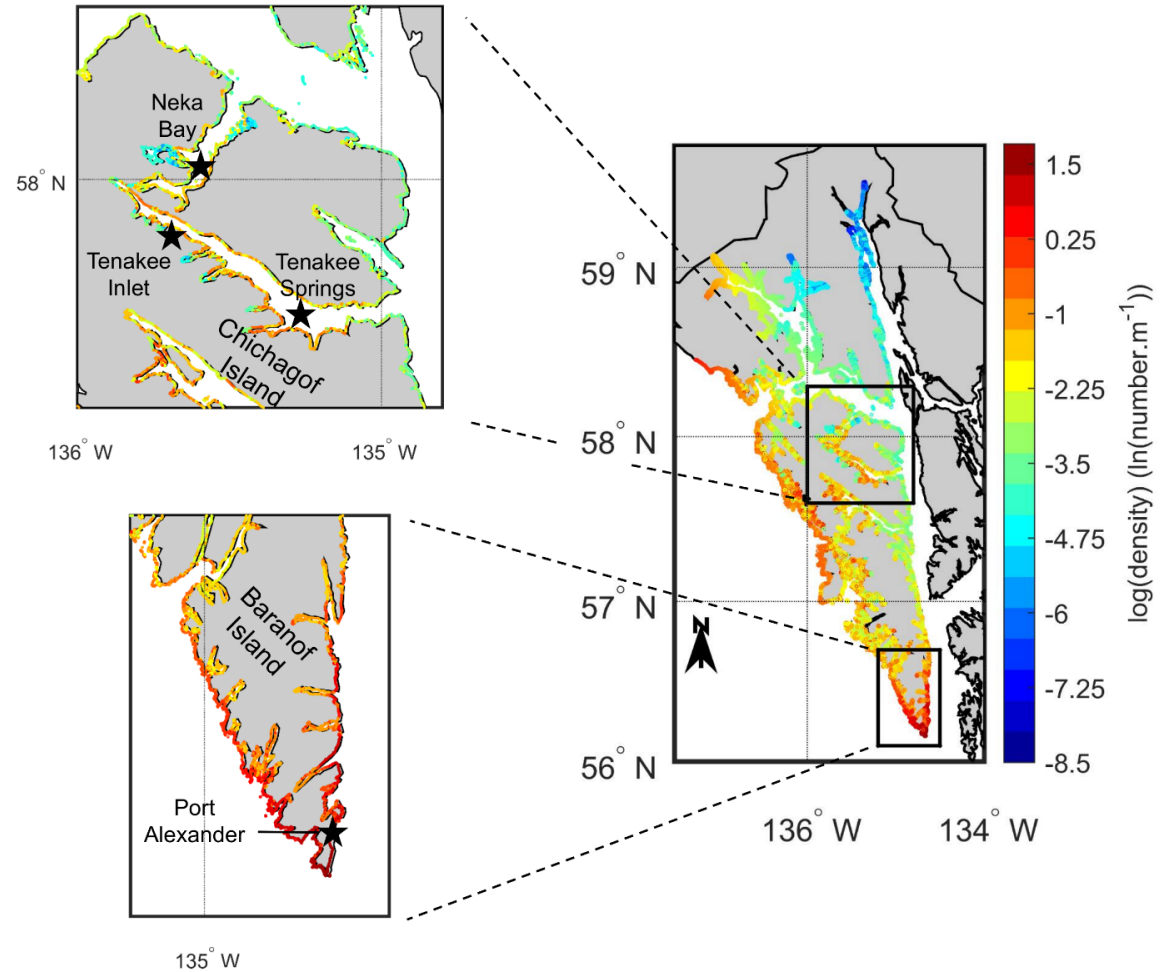 Neka
Bay
58° N
Tenakee
Inlet
Tenakee
Springs
Chichagof
Island
136° W
135° W
Baranof
Island
Port
Alexander
135° W
59° N
58° N
57° N
56° N
N
136° W
134° W
1.5
0.25
-1
-2.25
-3.5
-4.75
-6
-7.25
-8.5
log(density) (ln(number.m⁻¹))